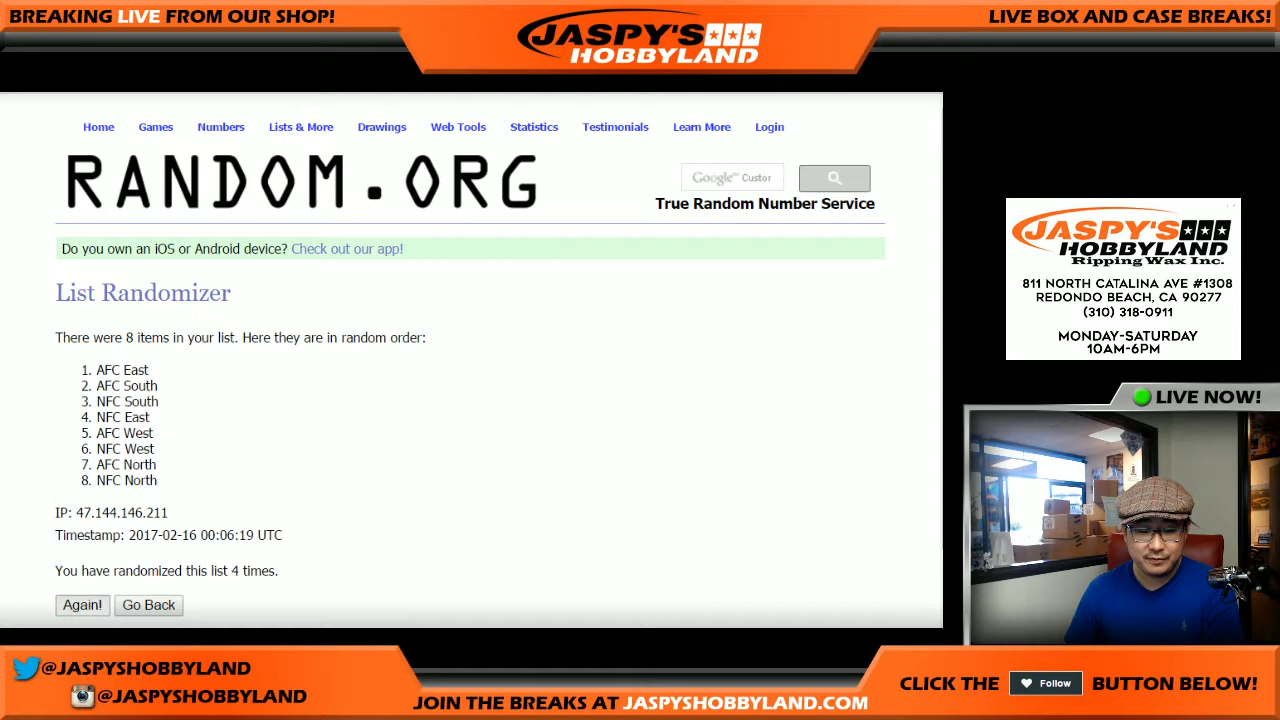 BREAKING LIVE FROM OUR SHOP!
JASPY'S
HOBBYLAND
LIVE BOX AND CASE BREAKS!
Home Games Numbers Lists & More Drawings Web Tools Statistics Testimonials Learn More Login
RANDOM.ORG
Google™ Custor
True Random Number Service
Do you own an iOS or Android device? Check out our app!
List Randomizer
There were 8 items in your list. Here they are in random order:
1. AFC East
2. AFC South
3. NFC South
4. NFC East
5. AFC West
6. NFC West
7. AFC North
8. NFC North
IP: 47.144.146.211
Timestamp: 2017-02-16 00:06:19 UTC
You have randomized this list 4 times.
Again! Go Back
JASPY'S
HOBBYLAND
Ripping Wax Inc.
811 NORTH CATALINA AVE #1308
REDONDO BEACH, CA 90277
(310) 318-0911
MONDAY-SATURDAY
10AM-6PM
LIVE NOW!
@JASPYSHOBBYLAND
@JASPYSHOBBYLAND
JOIN THE BREAKS AT JASPYSHOBBYLAND.COM
CLICK THE Follow BUTTON BELOW!